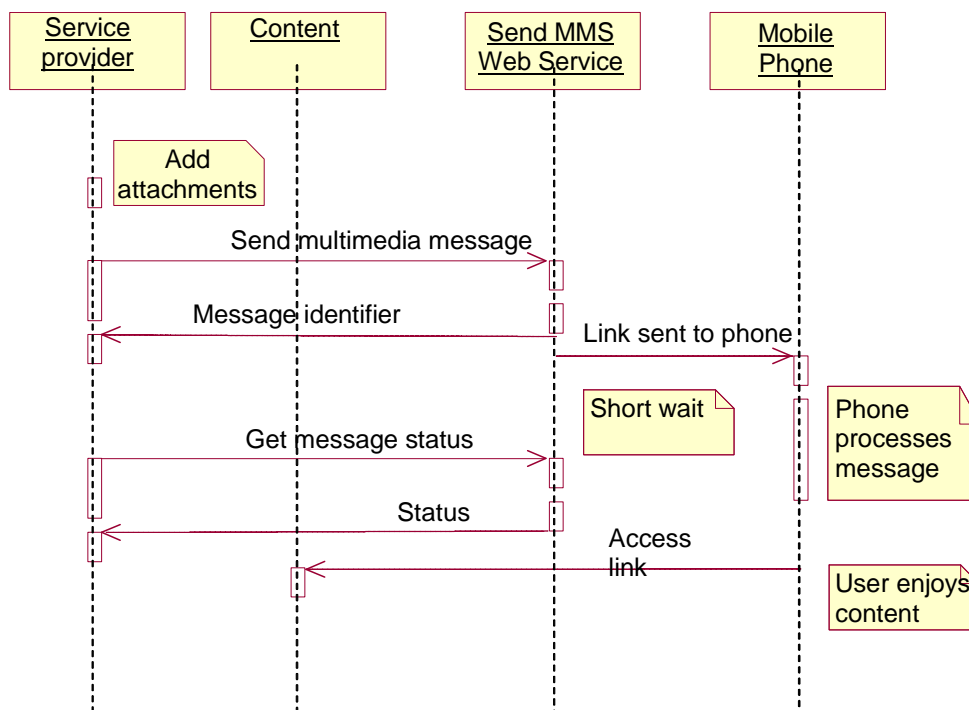 Service
provider
Content
Send MMS
Web Service
Mobile
Phone
Add
attachments
Send multimedia message
Message identifier
Link sent to phone
Short wait
Phone
processes
message
Get message status
Status
Access
link
User enjoys
content